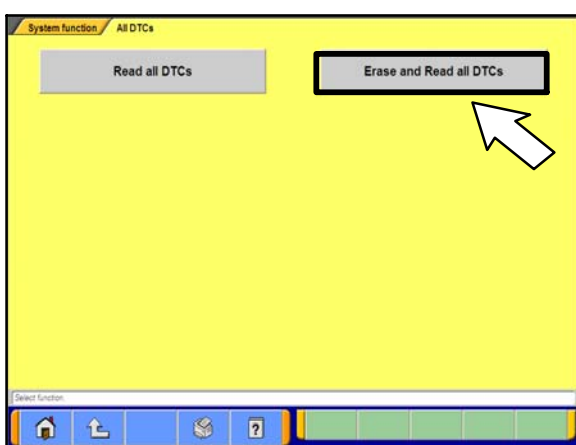 System function
All DTCs
Read all DTCs
Erase and Read all DTCs
Select function.
?